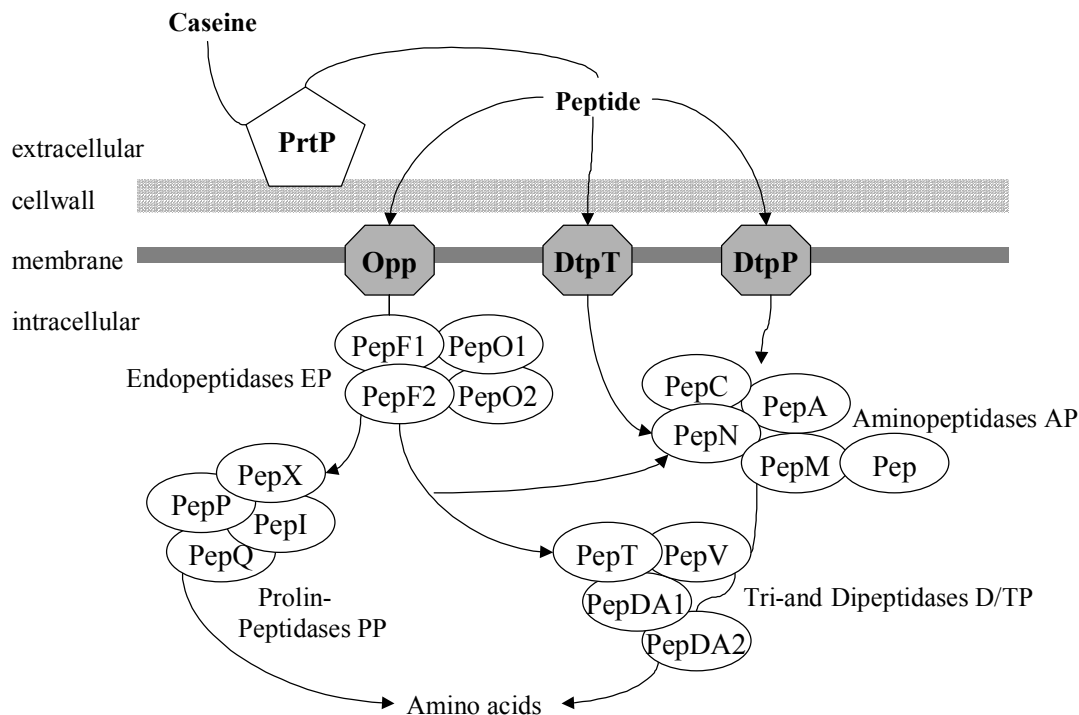 Caseine
Peptide
PrtP
extracellular
cellwall
membrane
Opp
DtpT
DtpP
intracellular
PepF1
PepO1
Endopeptidases EP
PepF2
PepO2
PepC
PepA
Aminopeptidases AP
PepN
PepM
Pep
PepX
PepP
PepI
PepQ
PepT
PepV
Prolin-
Peptidases PP
PepDA1
Tri-and Dipeptidases D/TP
PepDA2
Amino acids